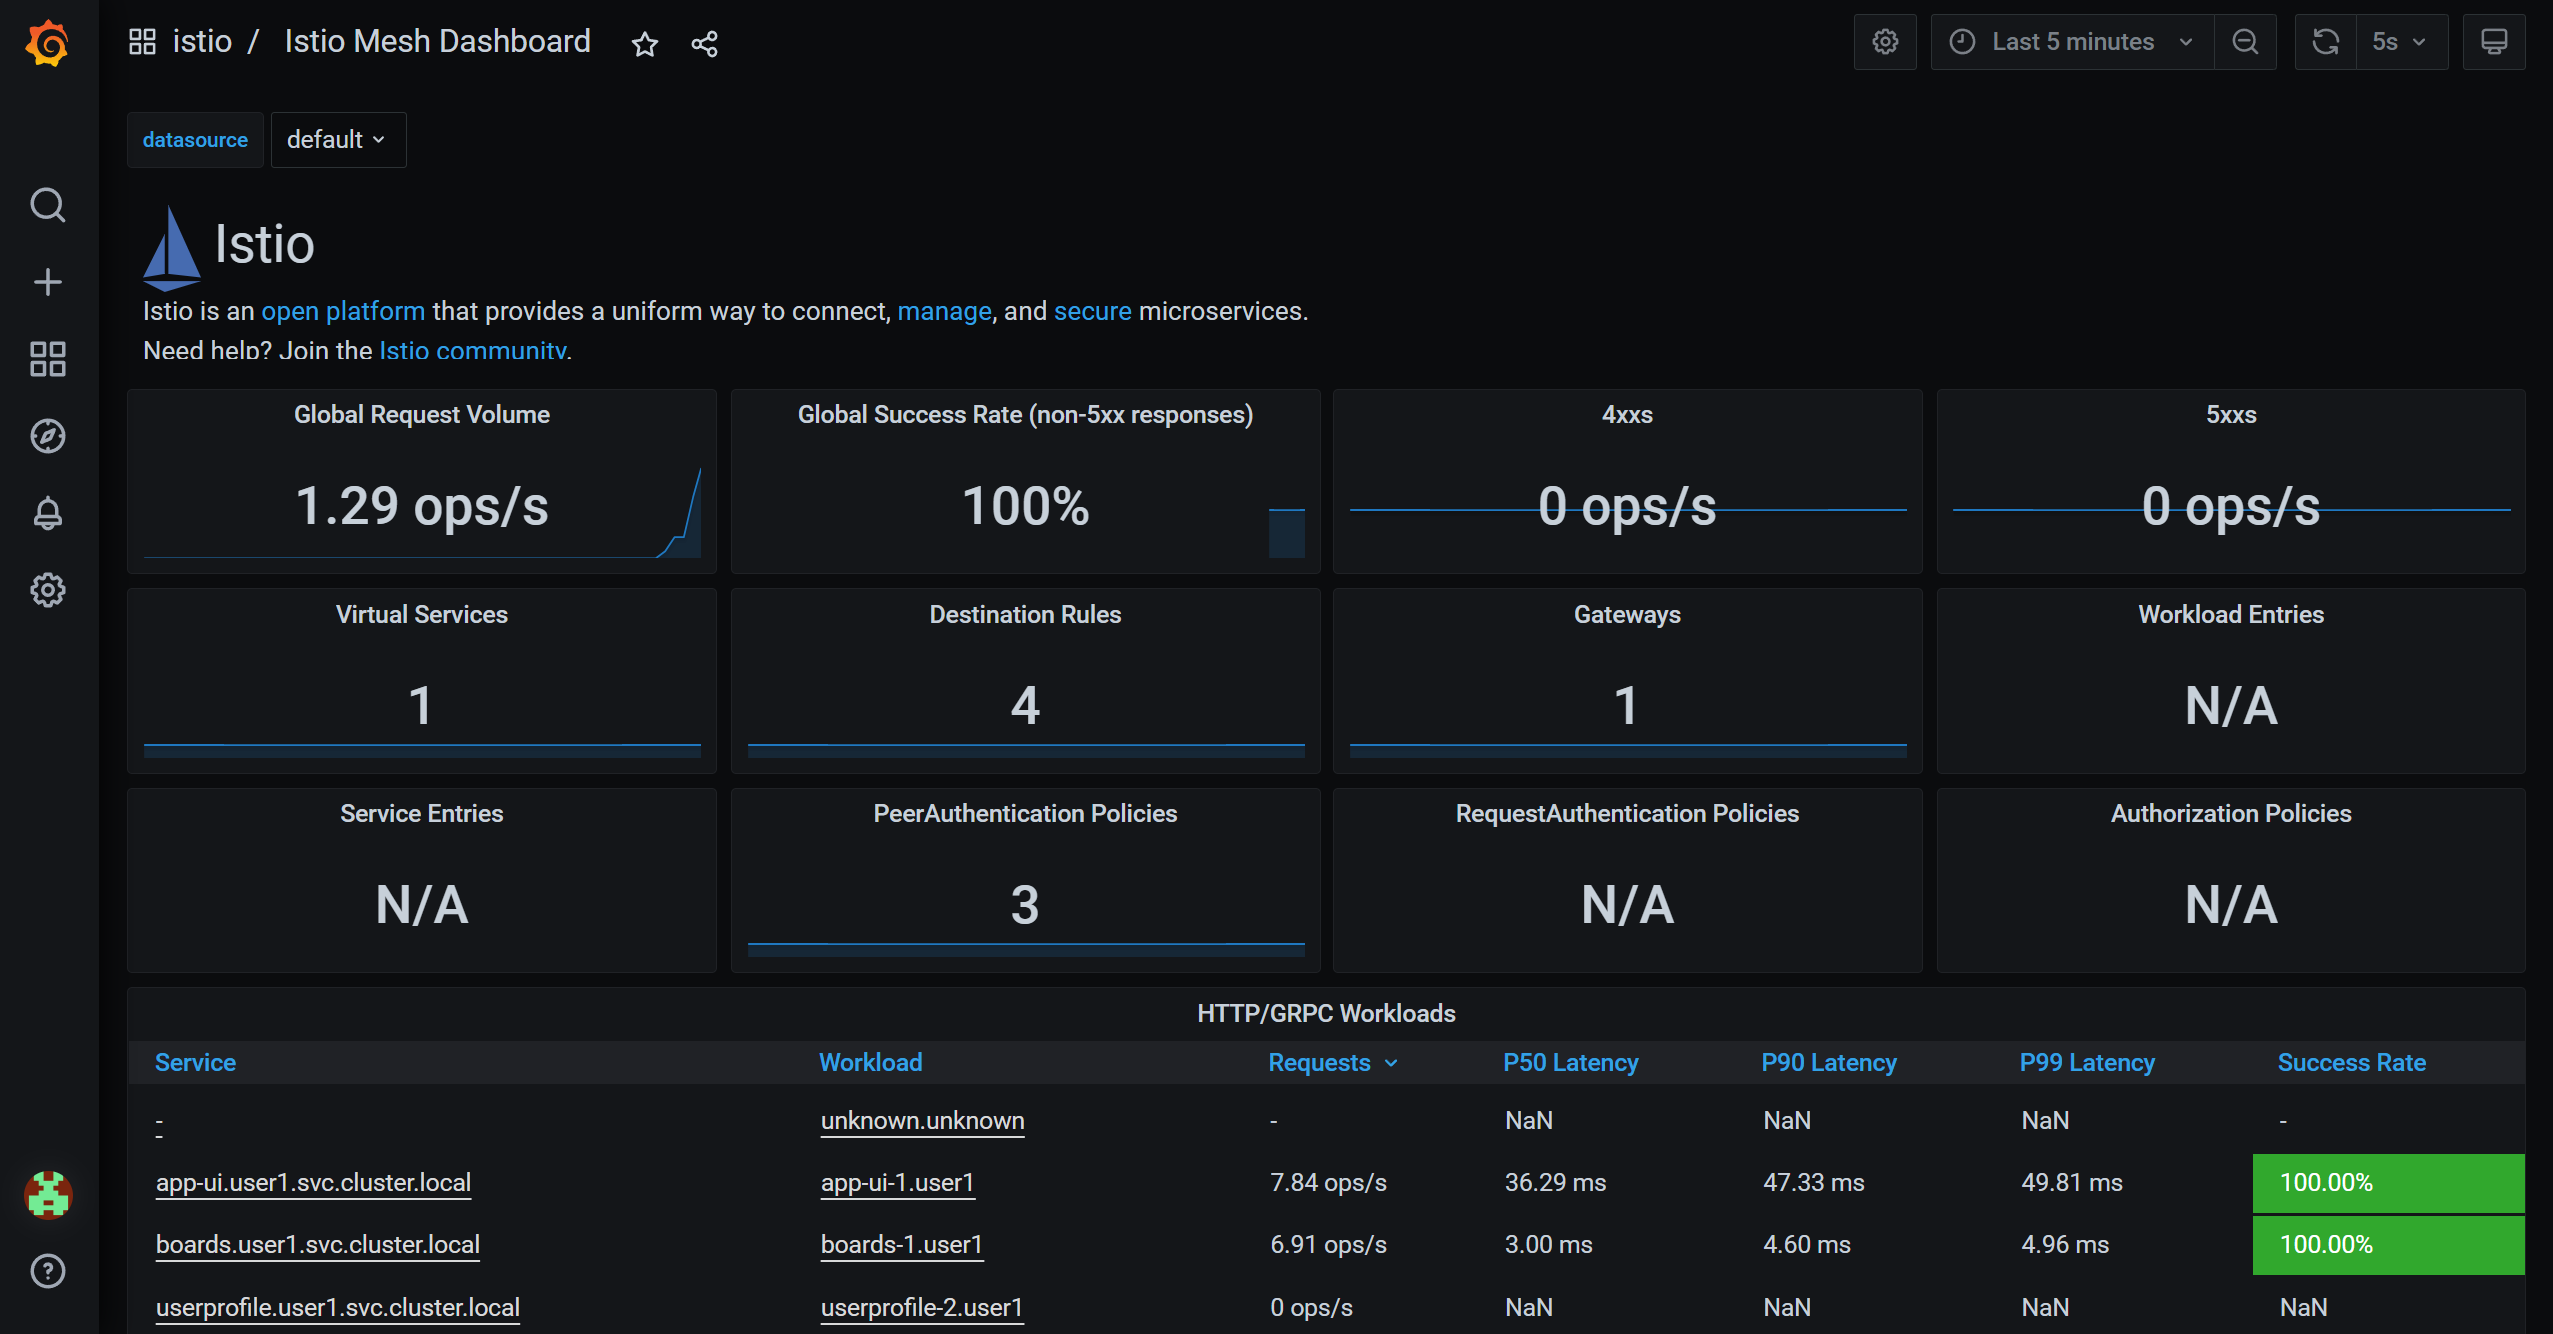 istio / Istio Mesh Dashboard
Last 5 minutes
5s
datasource
default
Istio
Istio is an open platform that provides a uniform way to connect, manage, and secure microservices.
Need help? Join the Istio community.
Global Request Volume
1.29 ops/s
Global Success Rate (non-5xx responses)
100%
4xxs
0 ops/s
5xxs
0 ops/s
Virtual Services
1
Destination Rules
4
Gateways
1
Workload Entries
N/A
Service Entries
N/A
PeerAuthentication Policies
3
RequestAuthentication Policies
N/A
Authorization Policies
N/A
HTTP/GRPC Workloads
Service Workload Requests P50 Latency P90 Latency P99 Latency Success Rate
- unknown.unknown - NaN NaN NaN -
app-ui.user1.svc.cluster.local app-ui-1.user1 7.84 ops/s 36.29 ms 47.33 ms 49.81 ms 100.00%
boards.user1.svc.cluster.local boards-1.user1 6.91 ops/s 3.00 ms 4.60 ms 4.96 ms 100.00%
userprofile.user1.svc.cluster.local userprofile-2.user1 0 ops/s NaN NaN NaN NaN